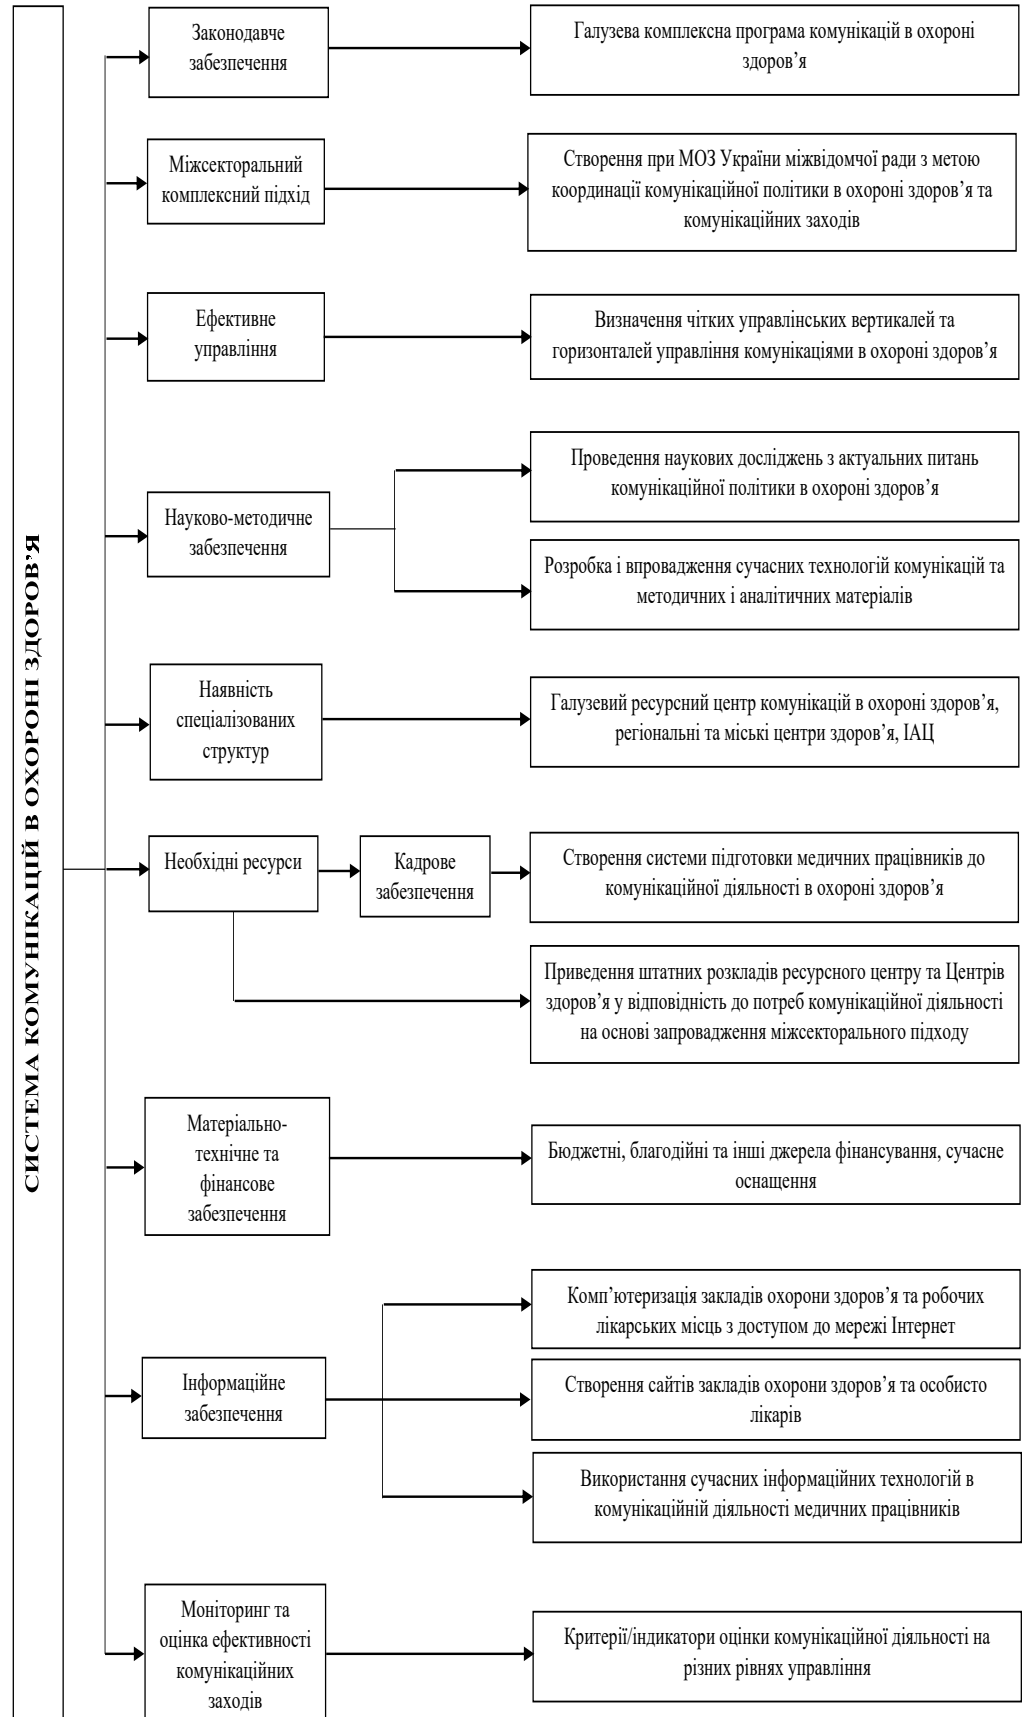 СИСТЕМА КОМУНІКАЦІЙ В ОХОРОНІ ЗДОРОВ’Я
Законодавче
забезпечення
Галузева комплексна програма комунікацій в охороні
здоров’я
Міжсекторальний
комплексний підхід
Створення при МОЗ України міжвідомчої ради з метою
координації комунікаційної політики в охороні здоров’я та
комунікаційних заходів
Ефективне
управління
Визначення чітких управлінських вертикалей та
горизонталей управління комунікаціями в охороні здоров’я
Науково-методичне
забезпечення
Проведення наукових досліджень з актуальних питань
комунікаційної політики в охороні здоров’я
Розробка і впровадження сучасних технологій комунікацій та
методичних і аналітичних матеріалів
Наявність
спеціалізованих
структур
Галузевий ресурсний центр комунікацій в охороні здоров’я,
регіональні та міські центри здоров’я, ІАЦ
Необхідні ресурси
Кадрове
забезпечення
Створення системи підготовки медичних працівників до
комунікаційної діяльності в охороні здоров’я
Приведення штатних розкладів ресурсного центру та Центрів
здоров’я у відповідність до потреб комунікаційної діяльності
на основі запровадження міжсекторального підходу
Матеріально-
технічне та
фінансове
забезпечення
Бюджетні, благодійні та інші джерела фінансування, сучасне
оснащення
Інформаційне
забезпечення
Комп’ютеризація закладів охорони здоров’я та робочих
лікарських місць з доступом до мережі Інтернет
Створення сайтів закладів охорони здоров’я та особисто
лікарів
Використання сучасних інформаційних технологій в
комунікаційній діяльності медичних працівників
Моніторинг та
оцінка ефективності
комунікаційних
заходів
Критерії/індикатори оцінки комунікаційної діяльності на
різних рівнях управління